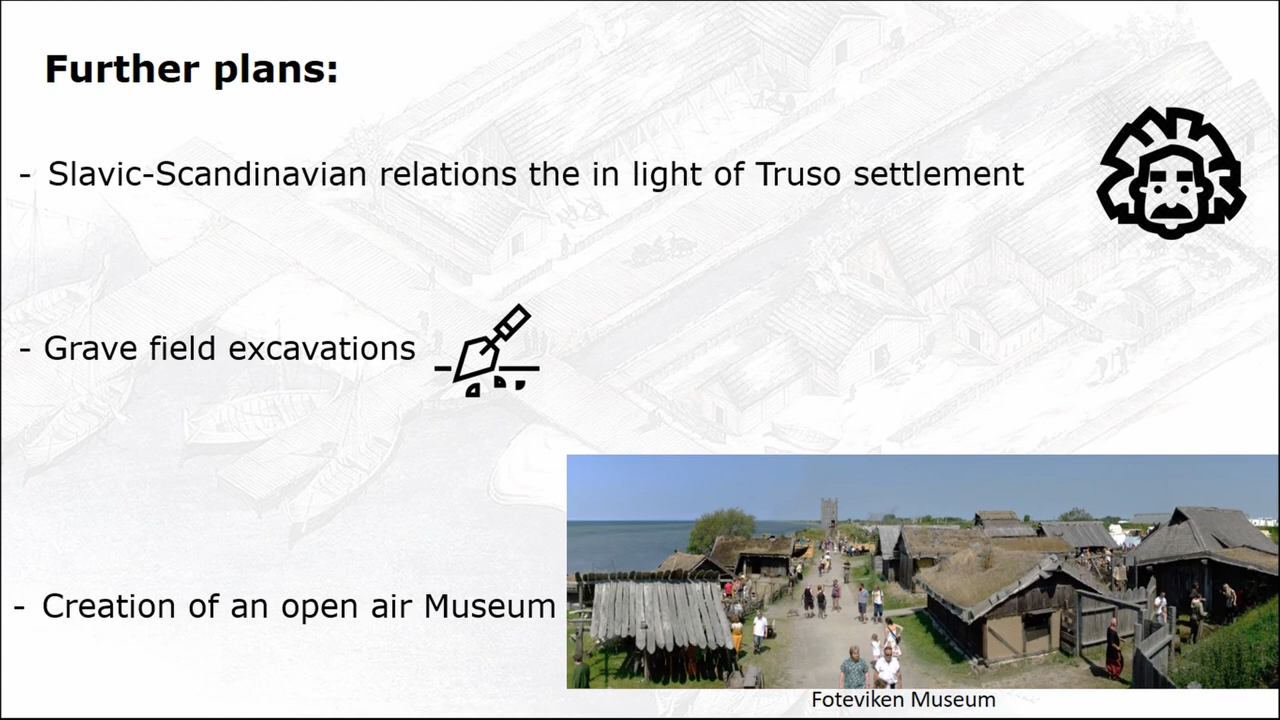 Further plans:
- Slavic-Scandinavian relations the in light of Truso settlement
- Grave field excavations
- Creation of an open air Museum
Foteviken Museum